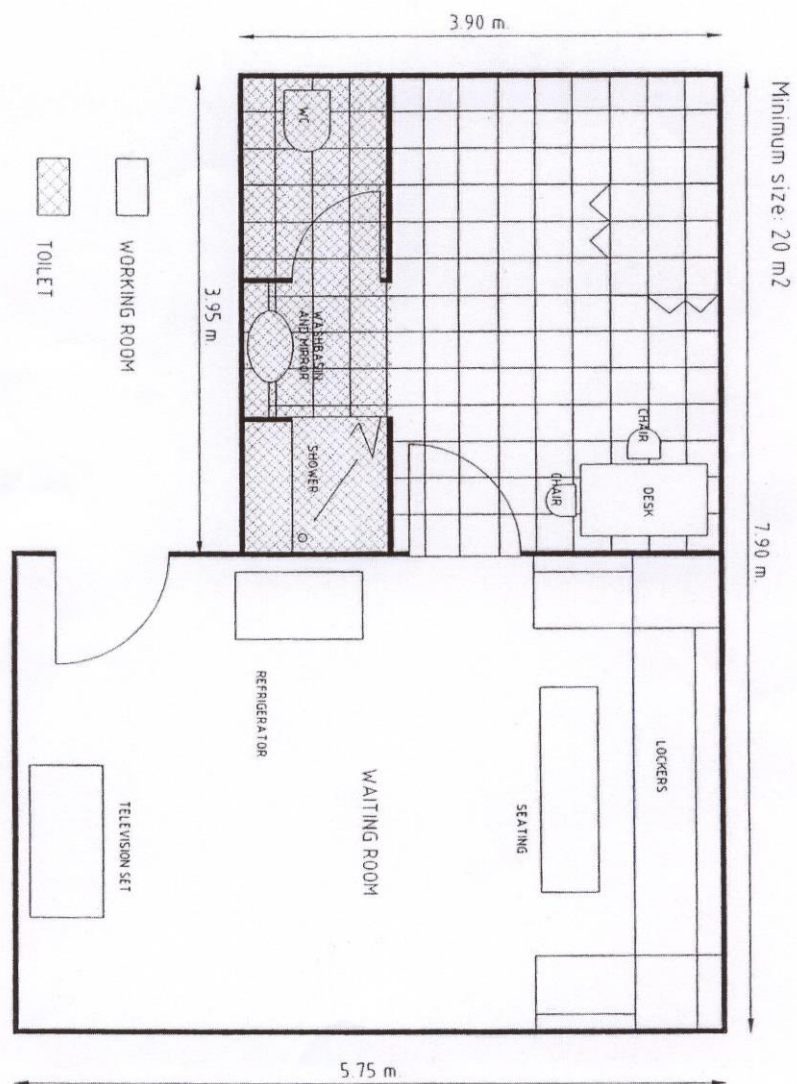 Minimum size: 20 m2
3.90 m.
7.90 m.
3.95 m.
5.75 m.
WC
WASHBASIN
AND MIRROR
SHOWER
CHAIR
CHAIR
DESK
LOCKERS
SEATING
WAITING ROOM
REFRIGERATOR
TELEVISION SET
WORKING ROOM
TOILET